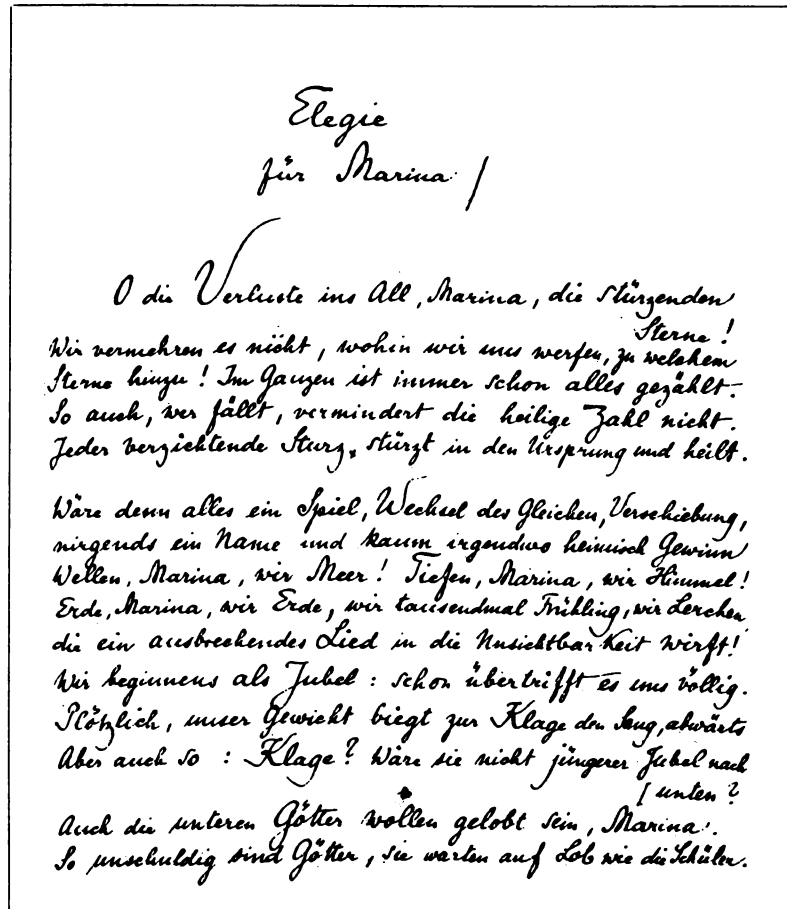 Elegie
für Marina /
O die Verluste ins All, Marina, die stürzenden
Sterne!
Wir vermehren es nicht, wohin wir uns werfen, zu welchem
Sterne hinzu! Im Ganzen ist immer schon alles gezählt.
So auch, wer fällt, vermindert die heilige Zahl nicht.
Jeder verzichtende Sturz, stürzt in den Ursprung und heilt.
Wäre denn alles ein Spiel, Wechsel des Gleichen, Verschiebung,
nirgends ein Name und kaum irgendwo heimisch Gewinn
Wellen, Marina, wir Meer! Tiefen, Marina, wir Himmel!
Erde, Marina, wir Erde, wir tausendmal Frühling, wir Lerchen,
die ein ausbrechendes Lied in die Unsichtbarkeit wirft!
Wir beginnens als Jubel: schon übertrifft es uns völlig.
Plötzlich, unser Gewicht biegt zur Klage den Sang, abwärts
Aber auch so: Klage? Wäre sie nicht jüngerer Jubel nach
/ unten?
Auch die unteren Götter wollen gelobt sein, Marina.
So unschuldig sind Götter, sie warten auf Lob wie die Schüler.